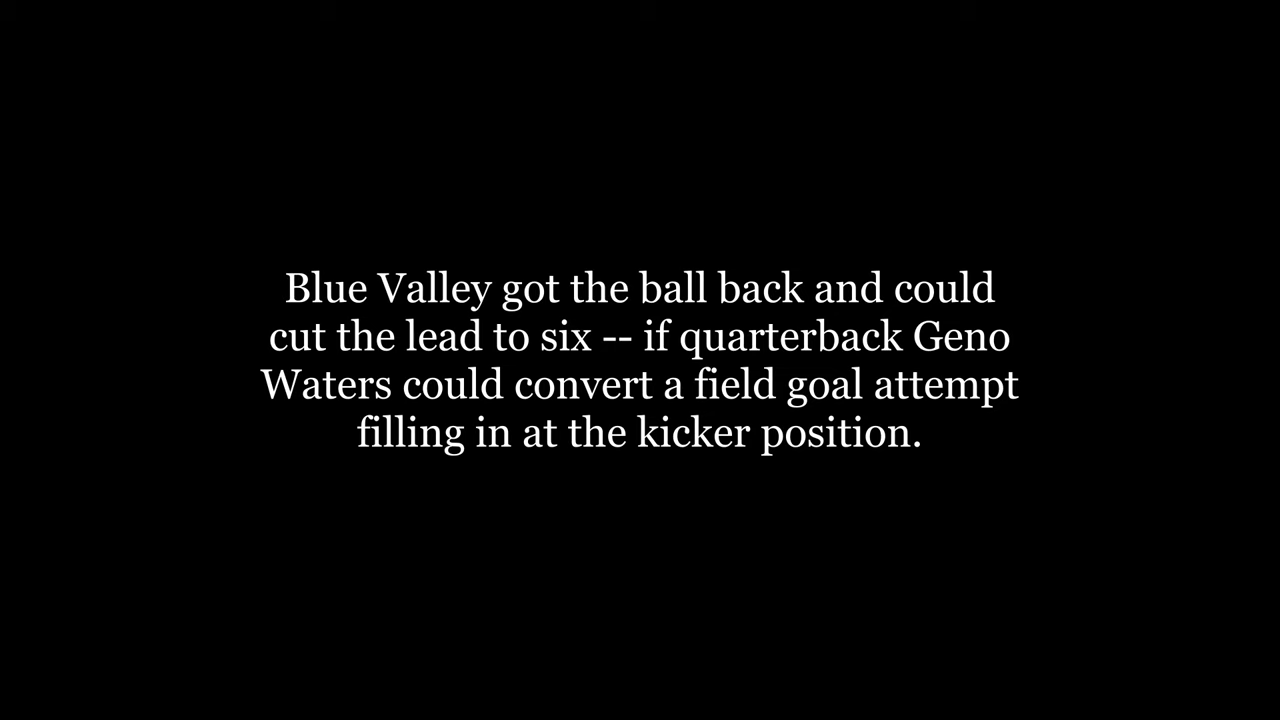 Blue Valley got the ball back and could
cut the lead to six -- if quarterback Geno
Waters could convert a field goal attempt
filling in at the kicker position.